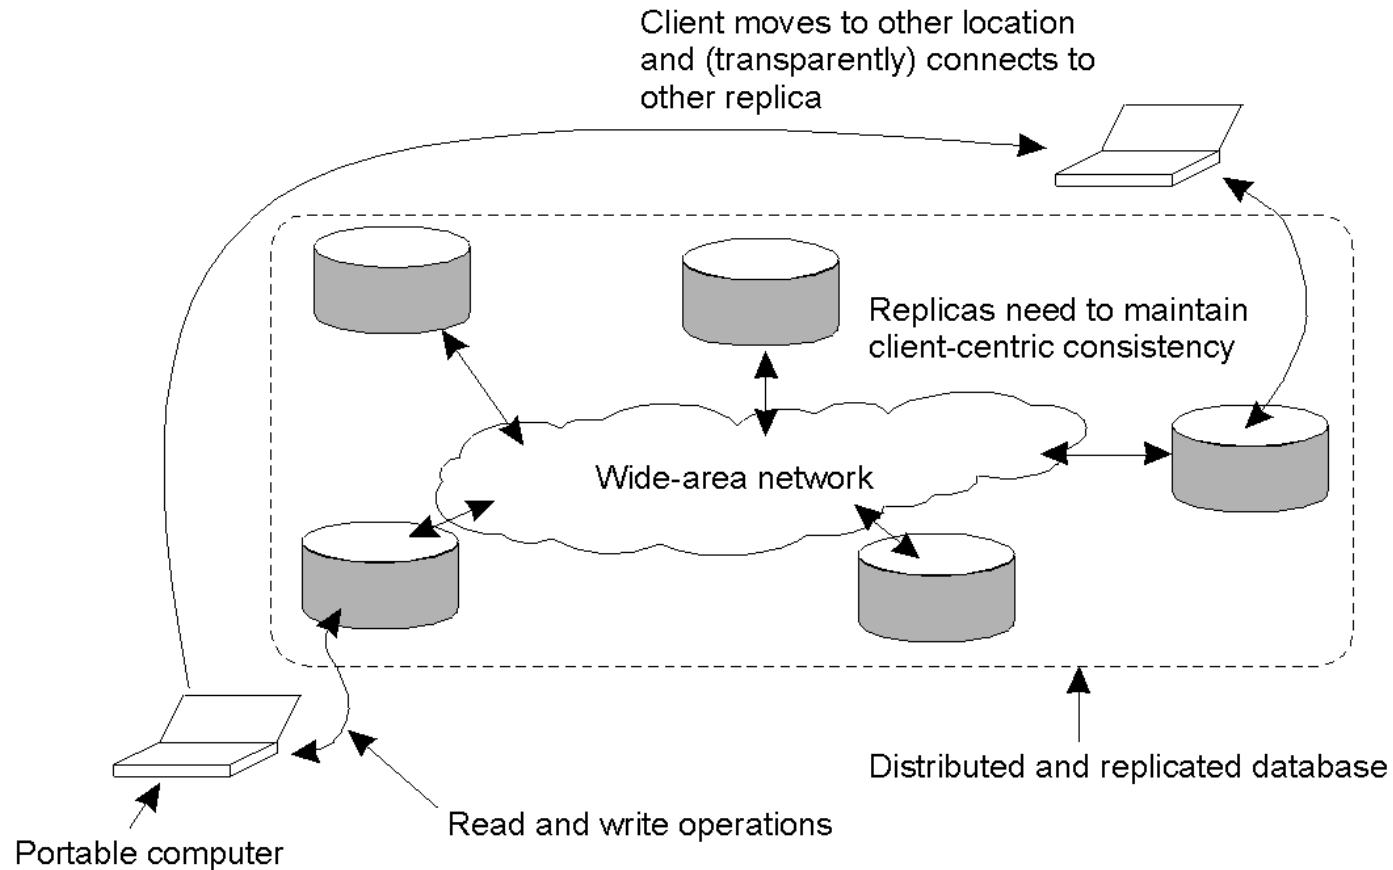 Client moves to other location
and (transparently) connects to
other replica
Replicas need to maintain
client-centric consistency
Wide-area network
Distributed and replicated database
Read and write operations
Portable computer